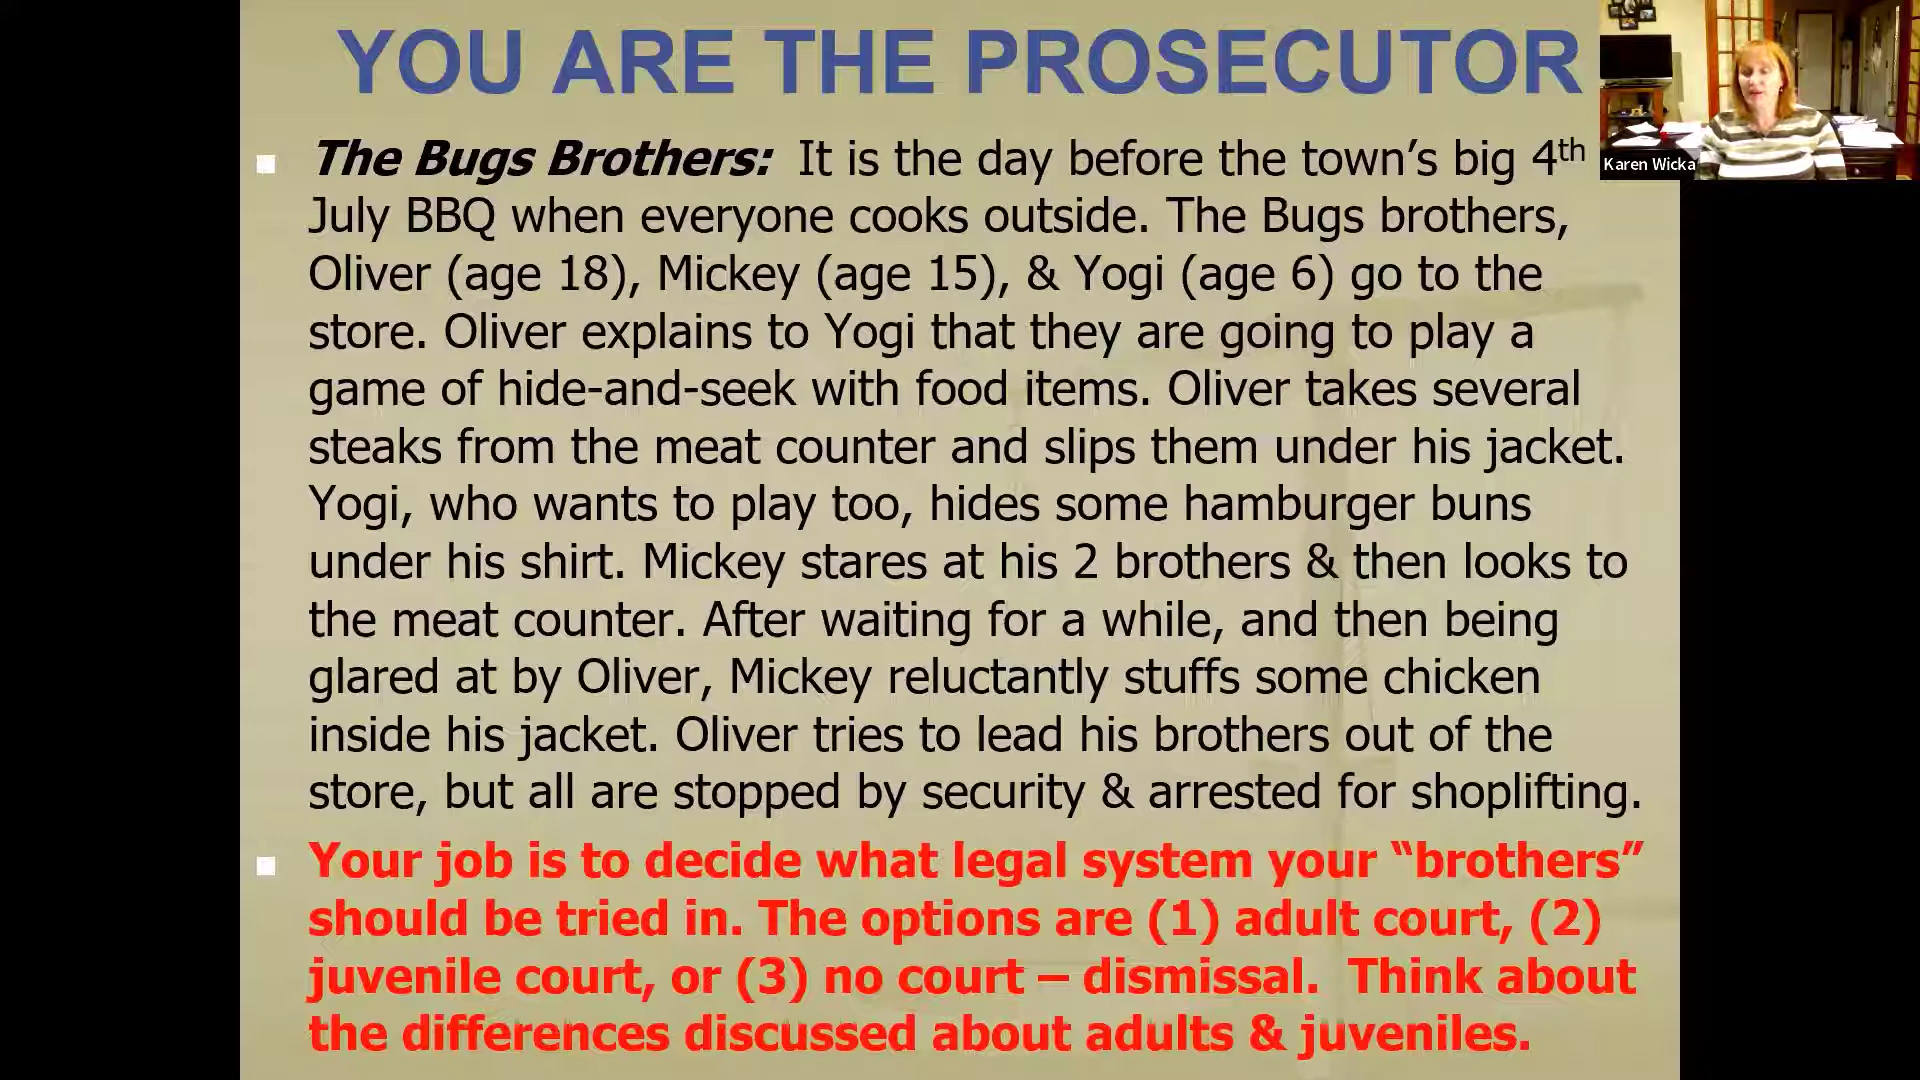 YOU ARE THE PROSECUTOR
The Bugs Brothers: It is the day before the town’s big 4th
July BBQ when everyone cooks outside. The Bugs brothers,
Oliver (age 18), Mickey (age 15), & Yogi (age 6) go to the
store. Oliver explains to Yogi that they are going to play a
game of hide-and-seek with food items. Oliver takes several
steaks from the meat counter and slips them under his jacket.
Yogi, who wants to play too, hides some hamburger buns
under his shirt. Mickey stares at his 2 brothers & then looks to
the meat counter. After waiting for a while, and then being
glared at by Oliver, Mickey reluctantly stuffs some chicken
inside his jacket. Oliver tries to lead his brothers out of the
store, but all are stopped by security & arrested for shoplifting.
Your job is to decide what legal system your “brothers”
should be tried in. The options are (1) adult court, (2)
juvenile court, or (3) no court – dismissal. Think about
the differences discussed about adults & juveniles.
Karen Wicka